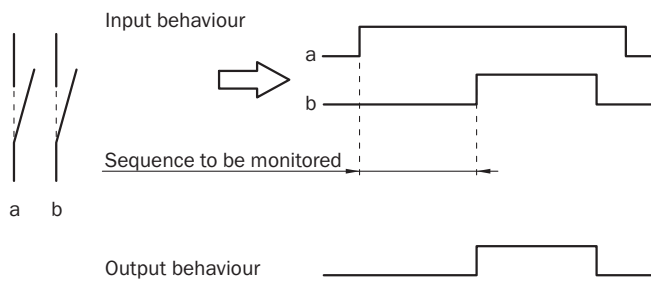 Input behaviour
a
b
Sequence to be monitored
a b
Output behaviour